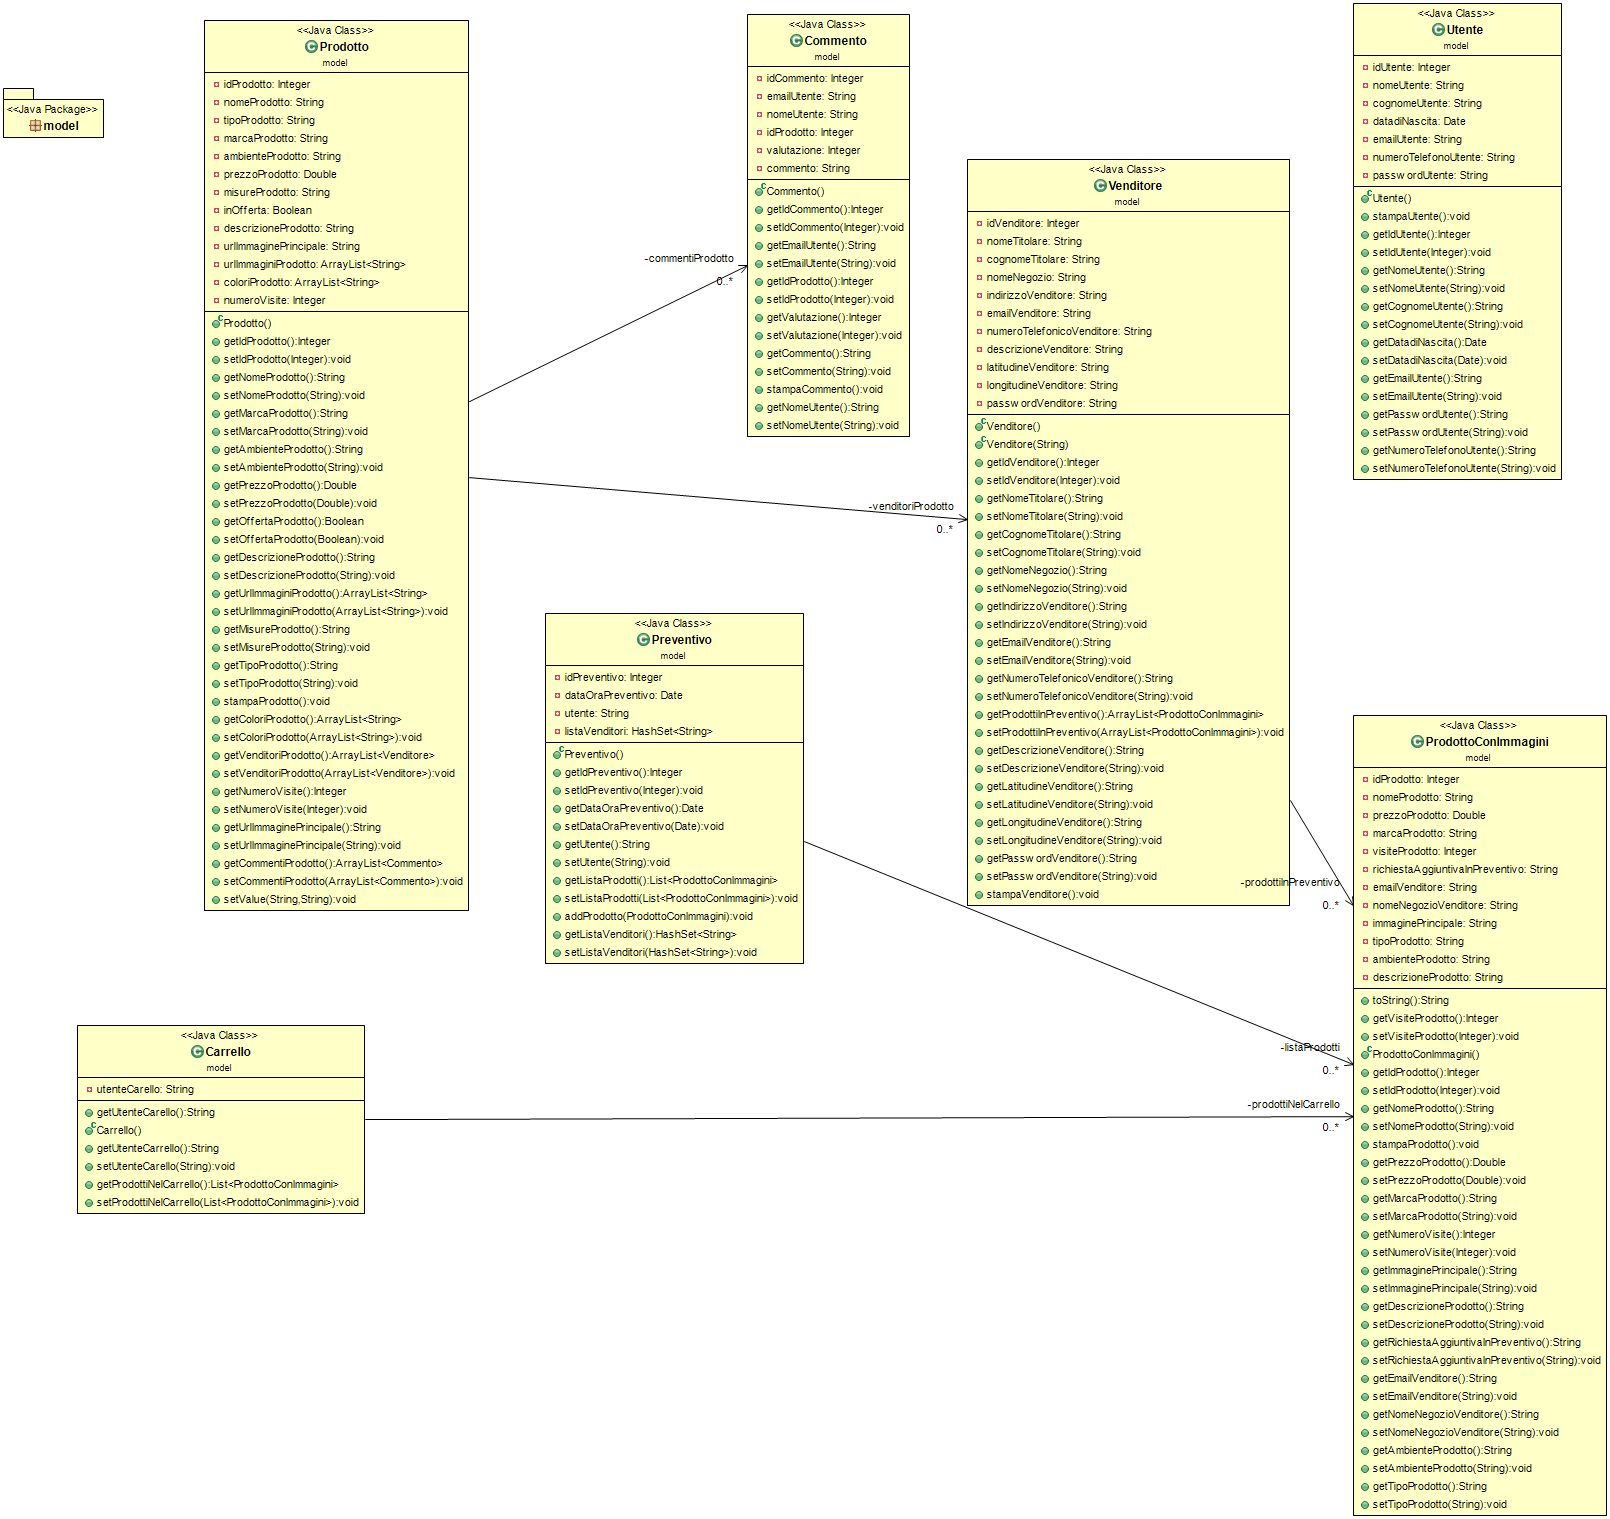 <<Java Package>>
model
<<Java Class>>
Prodotto
model
idProdotto: Integer
nomeProdotto: String
tipoProdotto: String
marcaProdotto: String
ambienteProdotto: String
prezzoProdotto: Double
misureProdotto: String
inOfferta: Boolean
descrizioneProdotto: String
urlImmaginePrincipale: String
urlImmaginiProdotto: ArrayList<String>
coloriProdotto: ArrayList<String>
numeroVisite: Integer
Prodotto()
getIdProdotto():Integer
setIdProdotto(Integer):void
getNomeProdotto():String
setNomeProdotto(String):void
getMarcaProdotto():String
setMarcaProdotto(String):void
getAmbienteProdotto():String
setAmbienteProdotto(String):void
getPrezzoProdotto():Double
setPrezzoProdotto(Double):void
getOffertaProdotto():Boolean
setOffertaProdotto(Boolean):void
getDescrizioneProdotto():String
setDescrizioneProdotto(String):void
getUrlImmaginiProdotto():ArrayList<String>
setUrlImmaginiProdotto(ArrayList<String>):void
getMisureProdotto():String
setMisureProdotto(String):void
getTipoProdotto():String
setTipoProdotto(String):void
stampaProdotto():void
getColoriProdotto():ArrayList<String>
setColoriProdotto(ArrayList<String>):void
getVenditoriProdotto():ArrayList<Venditore>
setVenditoriProdotto(ArrayList<Venditore>):void
getNumeroVisite():Integer
setNumeroVisite(Integer):void
getUrlImmaginePrincipale():String
setUrlImmaginePrincipale(String):void
getCommentiProdotto():ArrayList<Commento>
setCommentiProdotto(ArrayList<Commento>):void
setValue(String,String):void
-commentiProdotto
0..*
-venditoriProdotto
0..*
<<Java Class>>
Commento
model
idCommento: Integer
emailUtente: String
nomeUtente: String
idProdotto: Integer
valutazione: Integer
commento: String
Commento()
getIdCommento():Integer
setIdCommento(Integer):void
getEmailUtente():String
setEmailUtente(String):void
getIdProdotto():Integer
setIdProdotto(Integer):void
getValutazione():Integer
setValutazione(Integer):void
getCommento():String
setCommento(String):void
stampaCommento():void
getNomeUtente():String
setNomeUtente(String):void
<<Java Class>>
Venditore
model
idVenditore: Integer
nomeTitolare: String
cognomeTitolare: String
nomeNegozio: String
indirizzoVenditore: String
emailVenditore: String
numeroTelefonicoVenditore: String
descrizioneVenditore: String
latitudineVenditore: String
longitudineVenditore: String
passwordVenditore: String
Venditore()
Venditore(String)
getIdVenditore():Integer
setIdVenditore(Integer):void
getNomeTitolare():String
setNomeTitolare(String):void
getCognomeTitolare():String
setCognomeTitolare(String):void
getNomeNegozio():String
setNomeNegozio(String):void
getIndirizzoVenditore():String
setIndirizzoVenditore(String):void
getEmailVenditore():String
setEmailVenditore(String):void
getNumeroTelefonicoVenditore():String
setNumeroTelefonicoVenditore(String):void
getProdottiInPreventivo():ArrayList<ProdottoConImmagini>
setProdottiInPreventivo(ArrayList<ProdottoConImmagini>):void
getDescrizioneVenditore():String
setDescrizioneVenditore(String):void
getLatitudineVenditore():String
setLatitudineVenditore(String):void
getLongitudineVenditore():String
setLongitudineVenditore(String):void
getPasswordVenditore():String
setPasswordVenditore(String):void
stampaVenditore():void
-prodottiInPreventivo
0..*
<<Java Class>>
Utente
model
idUtente: Integer
nomeUtente: String
cognomeUtente: String
datadiNascita: Date
emailUtente: String
numeroTelefonoUtente: String
passwordUtente: String
Utente()
stampaUtente():void
getIdUtente():Integer
setIdUtente(Integer):void
getNomeUtente():String
setNomeUtente(String):void
getCognomeUtente():String
setCognomeUtente(String):void
getDatadiNascita():Date
setDatadiNascita(Date):void
getEmailUtente():String
setEmailUtente(String):void
getPasswordUtente():String
setPasswordUtente(String):void
getNumeroTelefonoUtente():String
setNumeroTelefonoUtente(String):void
<<Java Class>>
Preventivo
model
idPreventivo: Integer
dataOraPreventivo: Date
utente: String
listaVenditori: HashSet<String>
Preventivo()
getIdPreventivo():Integer
setIdPreventivo(Integer):void
getDataOraPreventivo():Date
setDataOraPreventivo(Date):void
getUtente():String
setUtente(String):void
getListaProdotti():List<ProdottoConImmagini>
setListaProdotti(List<ProdottoConImmagini>):void
addProdotto(ProdottoConImmagini):void
getListaVenditori():HashSet<String>
setListaVenditori(HashSet<String>):void
-listaProdotti
0..*
<<Java Class>>
Carrello
model
utenteCarello: String
getUtenteCarello():String
Carrello()
getUtenteCarrello():String
setUtenteCarello(String):void
getProdottiNelCarrello():List<ProdottoConImmagini>
setProdottiNelCarrello(List<ProdottoConImmagini>):void
-prodottiNelCarrello
0..*
<<Java Class>>
ProdottoConImmagini
model
idProdotto: Integer
nomeProdotto: String
prezzoProdotto: Double
marcaProdotto: String
visiteProdotto: Integer
richiestaAggiuntivaInPreventivo: String
emailVenditore: String
nomeNegozioVenditore: String
immaginePrincipale: String
tipoProdotto: String
ambienteProdotto: String
descrizioneProdotto: String
toString():String
getVisiteProdotto():Integer
setVisiteProdotto(Integer):void
ProdottoConImmagini()
getIdProdotto():Integer
setIdProdotto(Integer):void
getNomeProdotto():String
setNomeProdotto(String):void
stampaProdotto():void
getPrezzoProdotto():Double
setPrezzoProdotto(Double):void
getMarcaProdotto():String
setMarcaProdotto(String):void
getNumeroVisite():Integer
setNumeroVisite(Integer):void
getImmaginePrincipale():String
setImmaginePrincipale(String):void
getDescrizioneProdotto():String
setDescrizioneProdotto(String):void
getRichiestaAggiuntivaInPreventivo():String
setRichiestaAggiuntivaInPreventivo(String):void
getEmailVenditore():String
setEmailVenditore(String):void
getNomeNegozioVenditore():String
setNomeNegozioVenditore(String):void
getAmbienteProdotto():String
setAmbienteProdotto(String):void
getTipoProdotto():String
setTipoProdotto(String):void